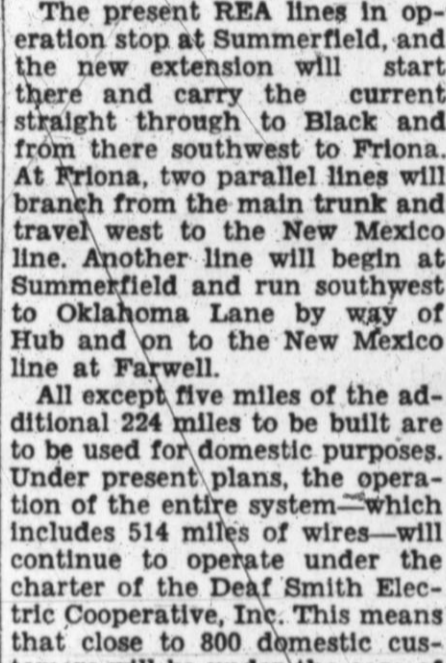 The present REA lines in op-
eration stop at Summerfield, and
the new extension will start
there and carry the current
straight through to Black and
from there southwest to Friona.
At Friona, two parallel lines will
branch from the main trunk and
travel west to the New Mexico
line. Another line will begin at
Summerfield and run southwest
to Oklahoma Lane by way of
Hub and on to the New Mexico
line at Farwell.
All except five miles of the ad-
ditional 224 miles to be built are
to be used for domestic purposes.
Under present plans, the opera-
tion of the entire system—which
includes 514 miles of wires—will
continue to operate under the
charter of the Deaf Smith Elec-
tric Cooperative, Inc. This means
that close to 800 domestic cus-